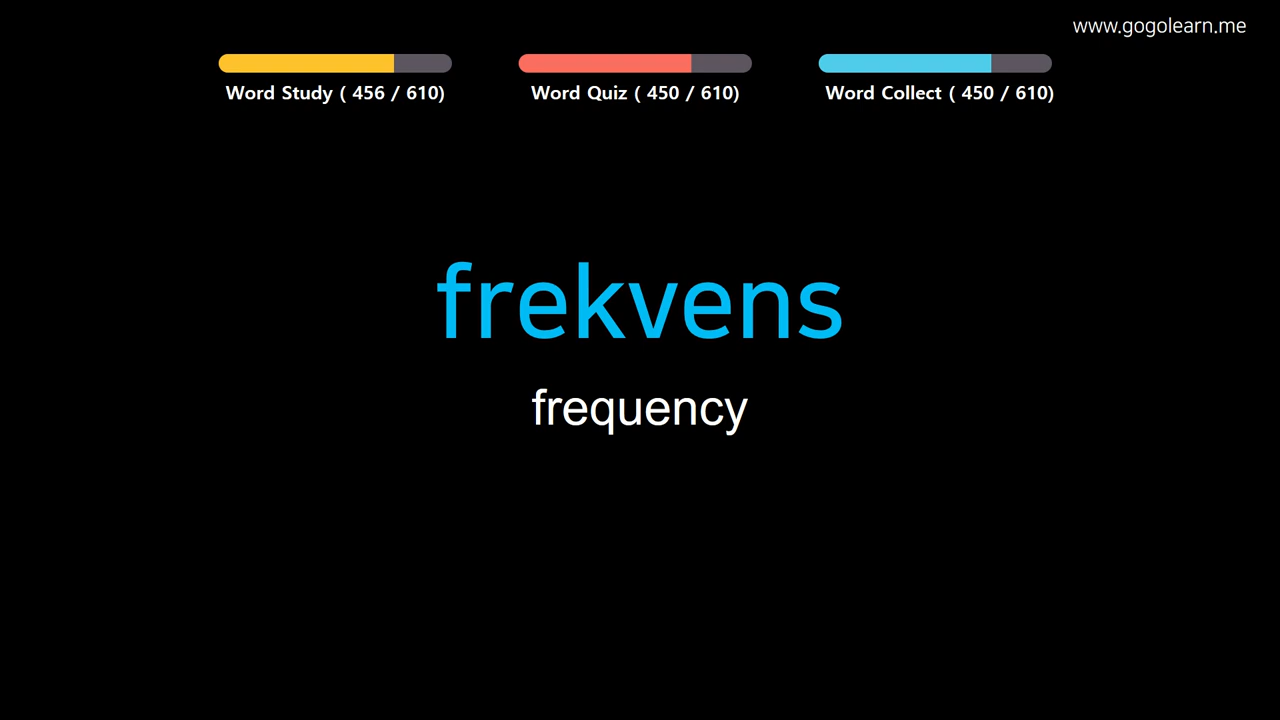 www.gogolearn.me
Word Study ( 456 / 610)
Word Quiz ( 450 / 610)
Word Collect ( 450 / 610)
frekvens
frequency